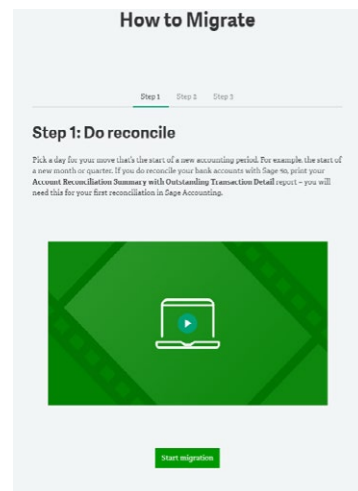 How to Migrate
Step 1 Step 2 Step 3
Step 1: Do reconcile
Pick a day for your move that's the start of a new accounting period. For example, the start of
a new month or quarter. If you do reconcile your bank accounts with Sage 50, print your
Account Reconciliation Summary with Outstanding Transaction Detail report – you will
need this for your first reconciliation in Sage Accounting.
Start migration